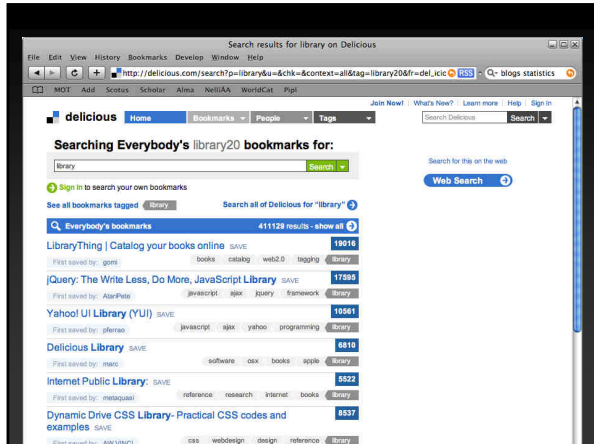 Search results for library on Delicious
File Edit View History Bookmarks Develop Window Help
http://delicious.com/search?p=library&u=&chk=&context=all&tag=library20&fr=del_icic RSS Q- blogs statistics
MOT Add Scotus Scholar Alma NelliAA WorldCat Pipl
Join Now! What's New? Learn more Help Sign In
delicious Home Bookmarks People Tags Search Delicious Search
Searching Everybody's library20 bookmarks for:
library Search
Search for this on the web
Web Search
Sign in to search your own bookmarks
See all bookmarks tagged library Search all of Delicious for "library"
Everybody's bookmarks 411129 results - show all
LibraryThing | Catalog your books online SAVE 19016
First saved by: gomi books catalog web2.0 tagging library
jQuery: The Write Less, Do More, JavaScript Library SAVE 17595
First saved by: AtariPete javascript ajax jquery framework library
Yahoo! UI Library (YUI) SAVE 10561
First saved by: pferrao javascript ajax yahoo programming library
Delicious Library SAVE 6810
First saved by: marc software osx books apple library
Internet Public Library: SAVE 5522
First saved by: metaquasi reference research internet books library
Dynamic Drive CSS Library- Practical CSS codes and 8537
examples SAVE
First saved by: AW.VINCI css webdesign design reference library